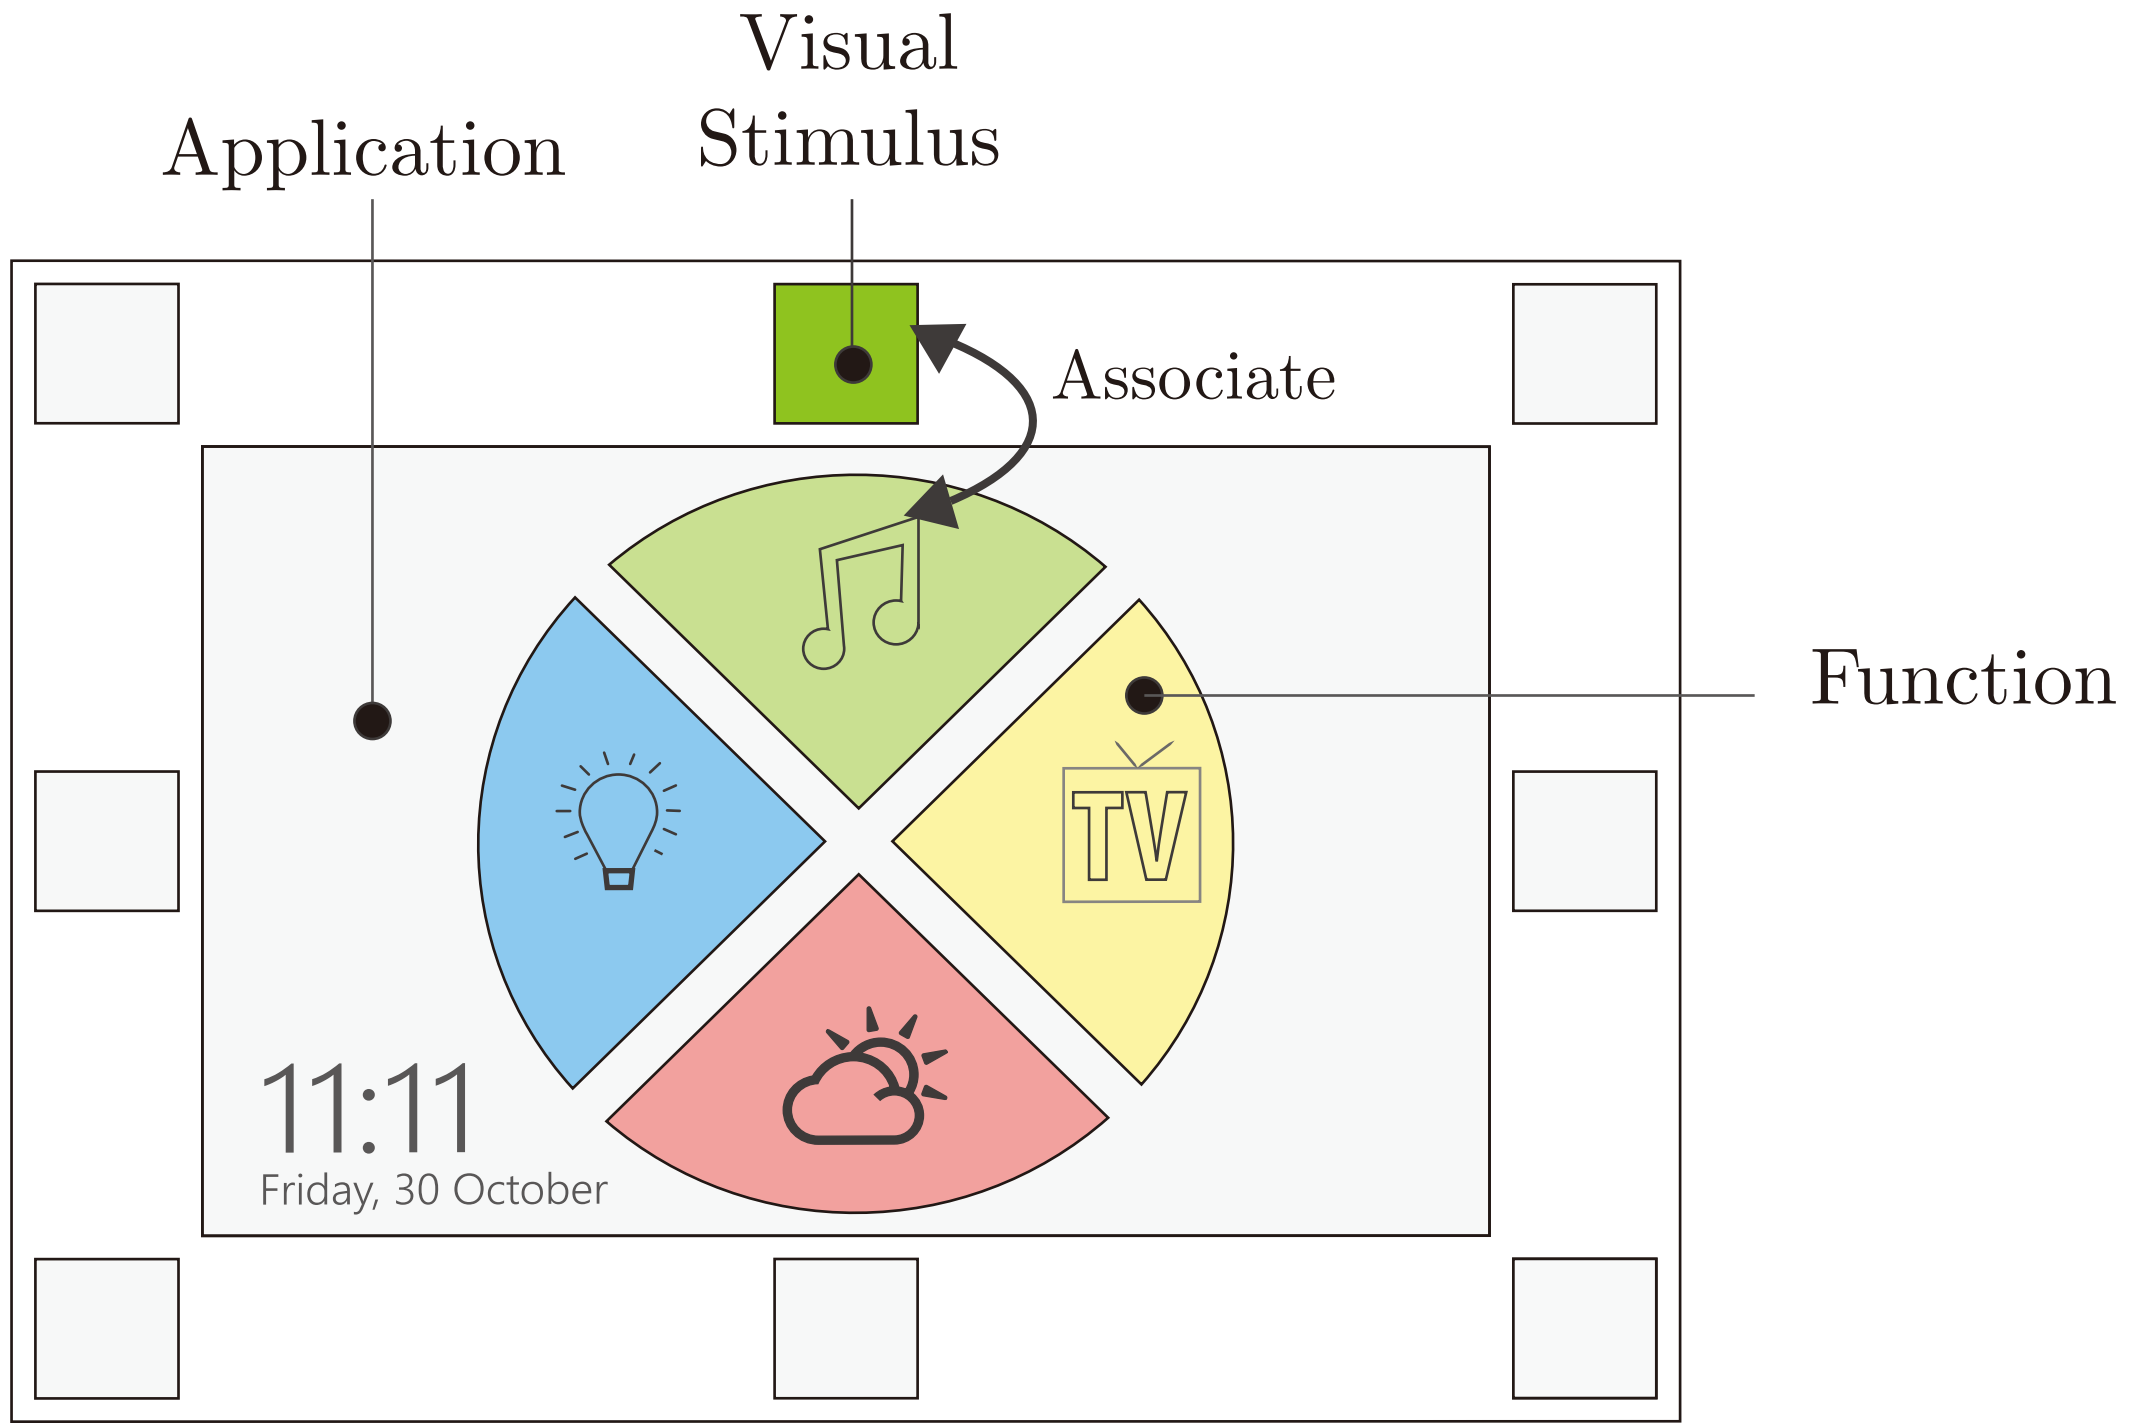 Visual
Stimulus
Application
Associate
Function
TV
11:11
Friday, 30 October